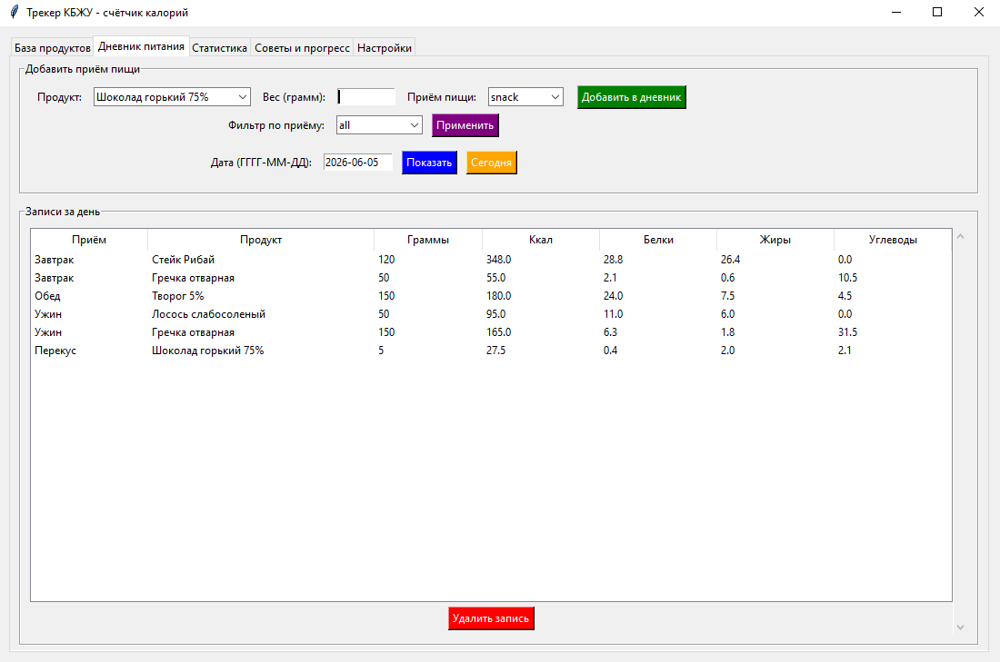 Трекер КБЖУ - счётчик калорий
База продуктов Дневник питания Статистика Советы и прогресс Настройки
Добавить приём пищи
Продукт: Шоколад горький 75% Вес (грамм): Приём пищи: snack Добавить в дневник
Фильтр по приёму: all Применить
Дата (ГГГГ-ММ-ДД): 2026-06-05 Показать Сегодня
Записи за день
Приём Продукт Граммы Ккал Белки Жиры Углеводы
Завтрак Стейк Рибай 120 348.0 28.8 26.4 0.0
Завтрак Гречка отварная 50 55.0 2.1 0.6 10.5
Обед Творог 5% 150 180.0 24.0 7.5 4.5
Ужин Лосось слабосоленый 50 95.0 11.0 6.0 0.0
Ужин Гречка отварная 150 165.0 6.3 1.8 31.5
Перекус Шоколад горький 75% 5 27.5 0.4 2.0 2.1
Удалить запись